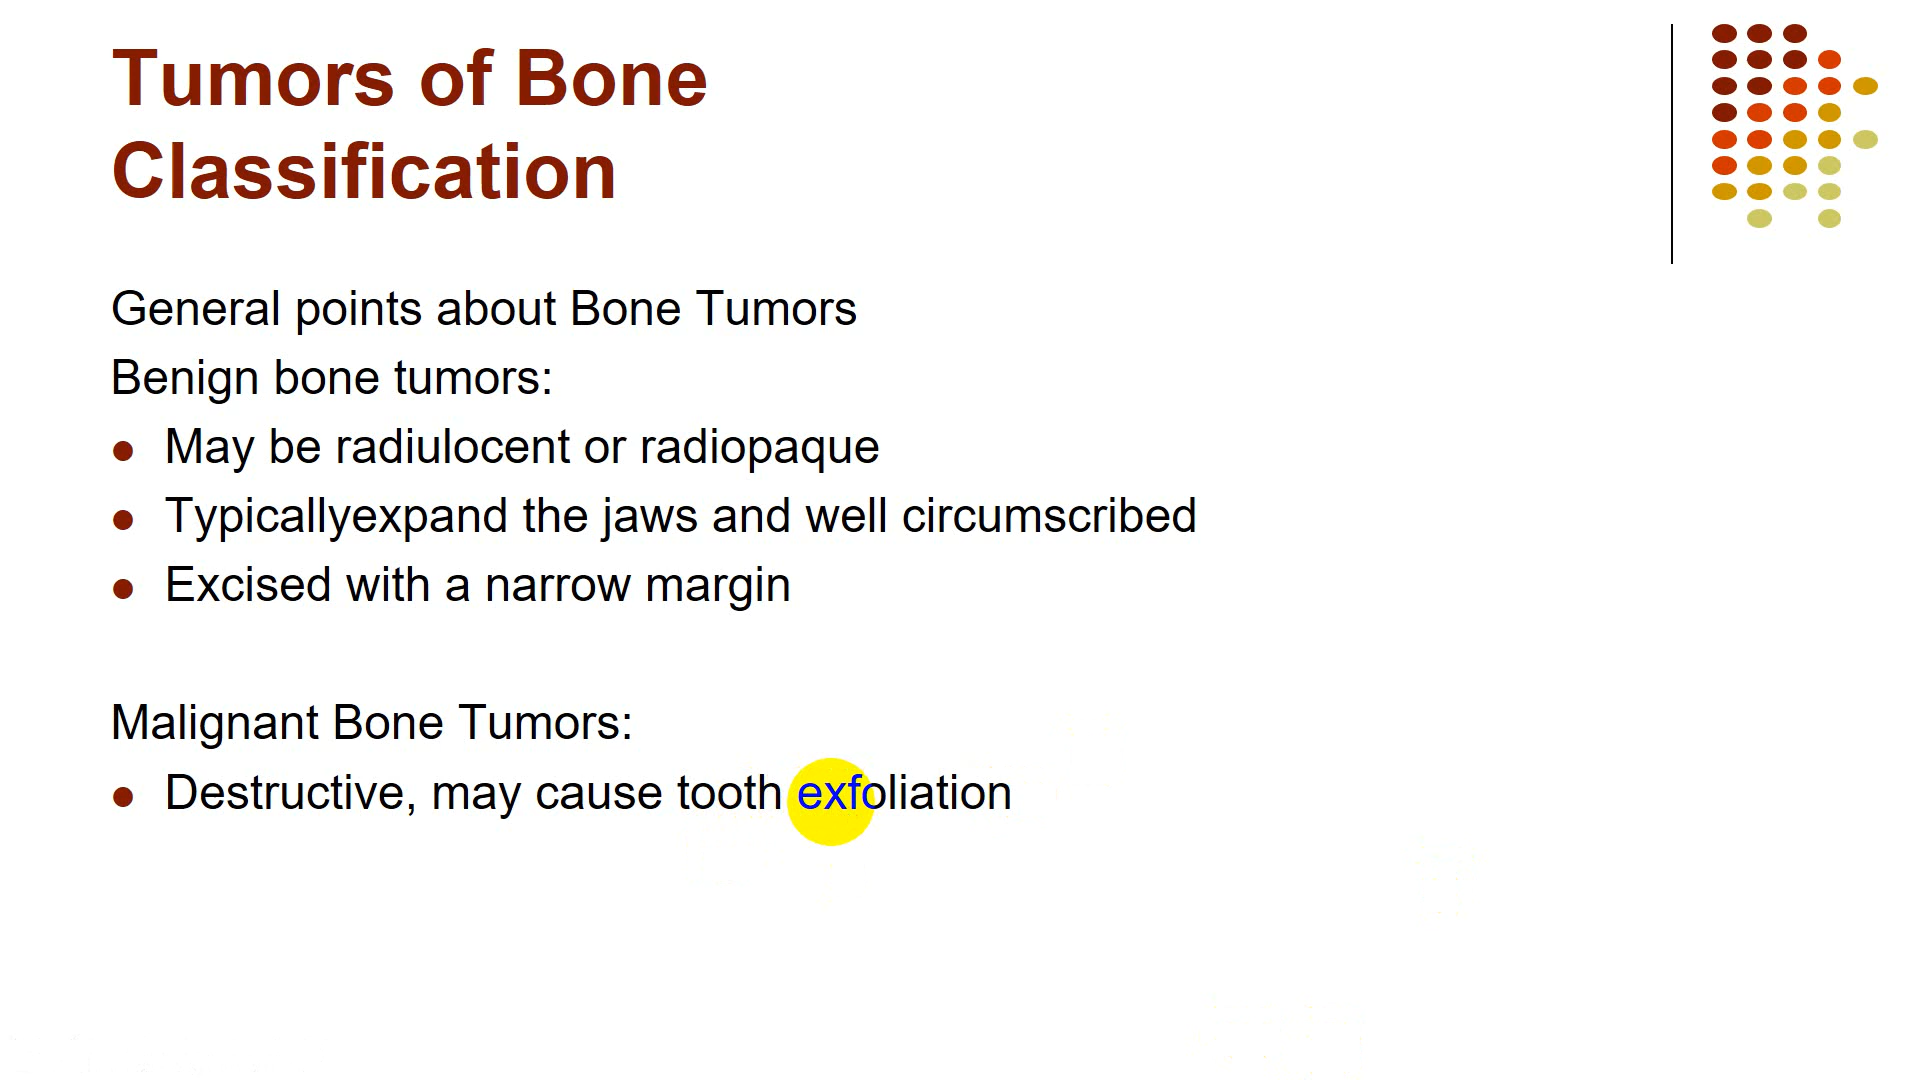 Tumors of Bone
Classification
General points about Bone Tumors
Benign bone tumors:
● May be radiulocent or radiopaque
● Typicallyexpand the jaws and well circumscribed
● Excised with a narrow margin
Malignant Bone Tumors:
● Destructive, may cause tooth exfoliation